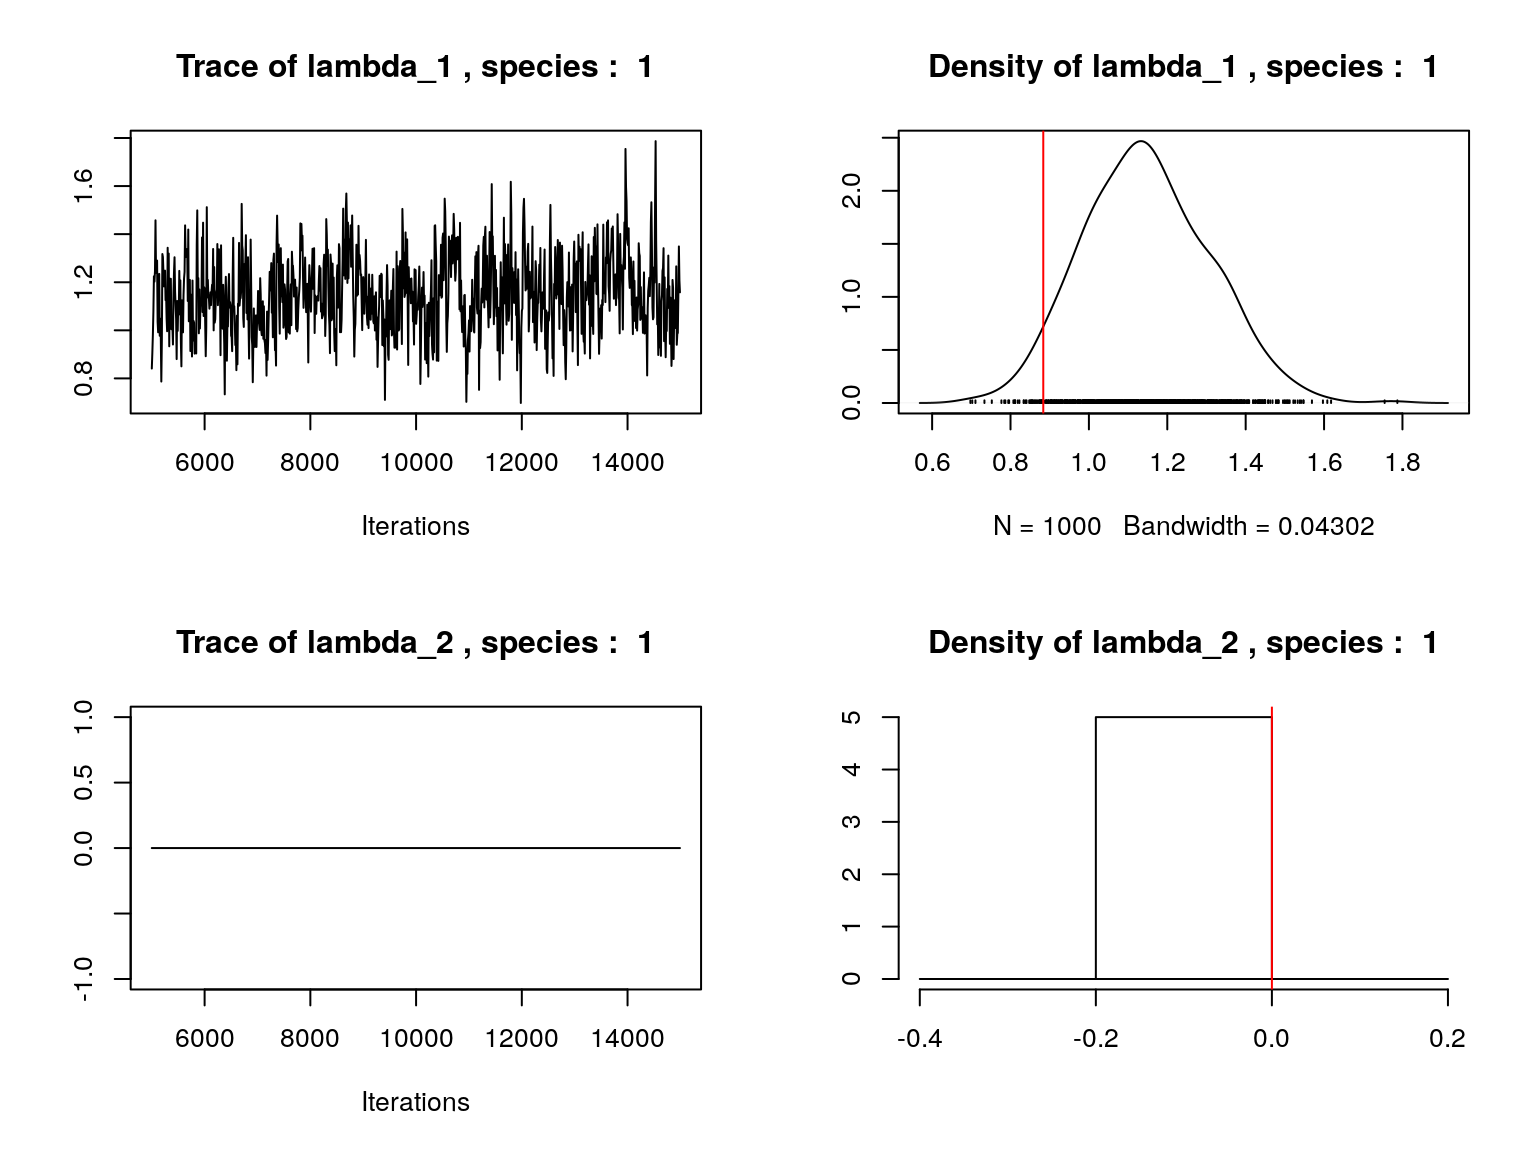 Trace of lambda_1 , species :  1
0.8 1.2 1.6
6000 8000 10000 12000 14000
Iterations
Density of lambda_1 , species :  1
0.0 1.0 2.0
0.6 0.8 1.0 1.2 1.4 1.6 1.8
N = 1000   Bandwidth = 0.04302
Trace of lambda_2 , species :  1
-1.0 0.0 0.5 1.0
6000 8000 10000 12000 14000
Iterations
Density of lambda_2 , species :  1
0 1 2 3 4 5
-0.4 -0.2 0.0 0.2